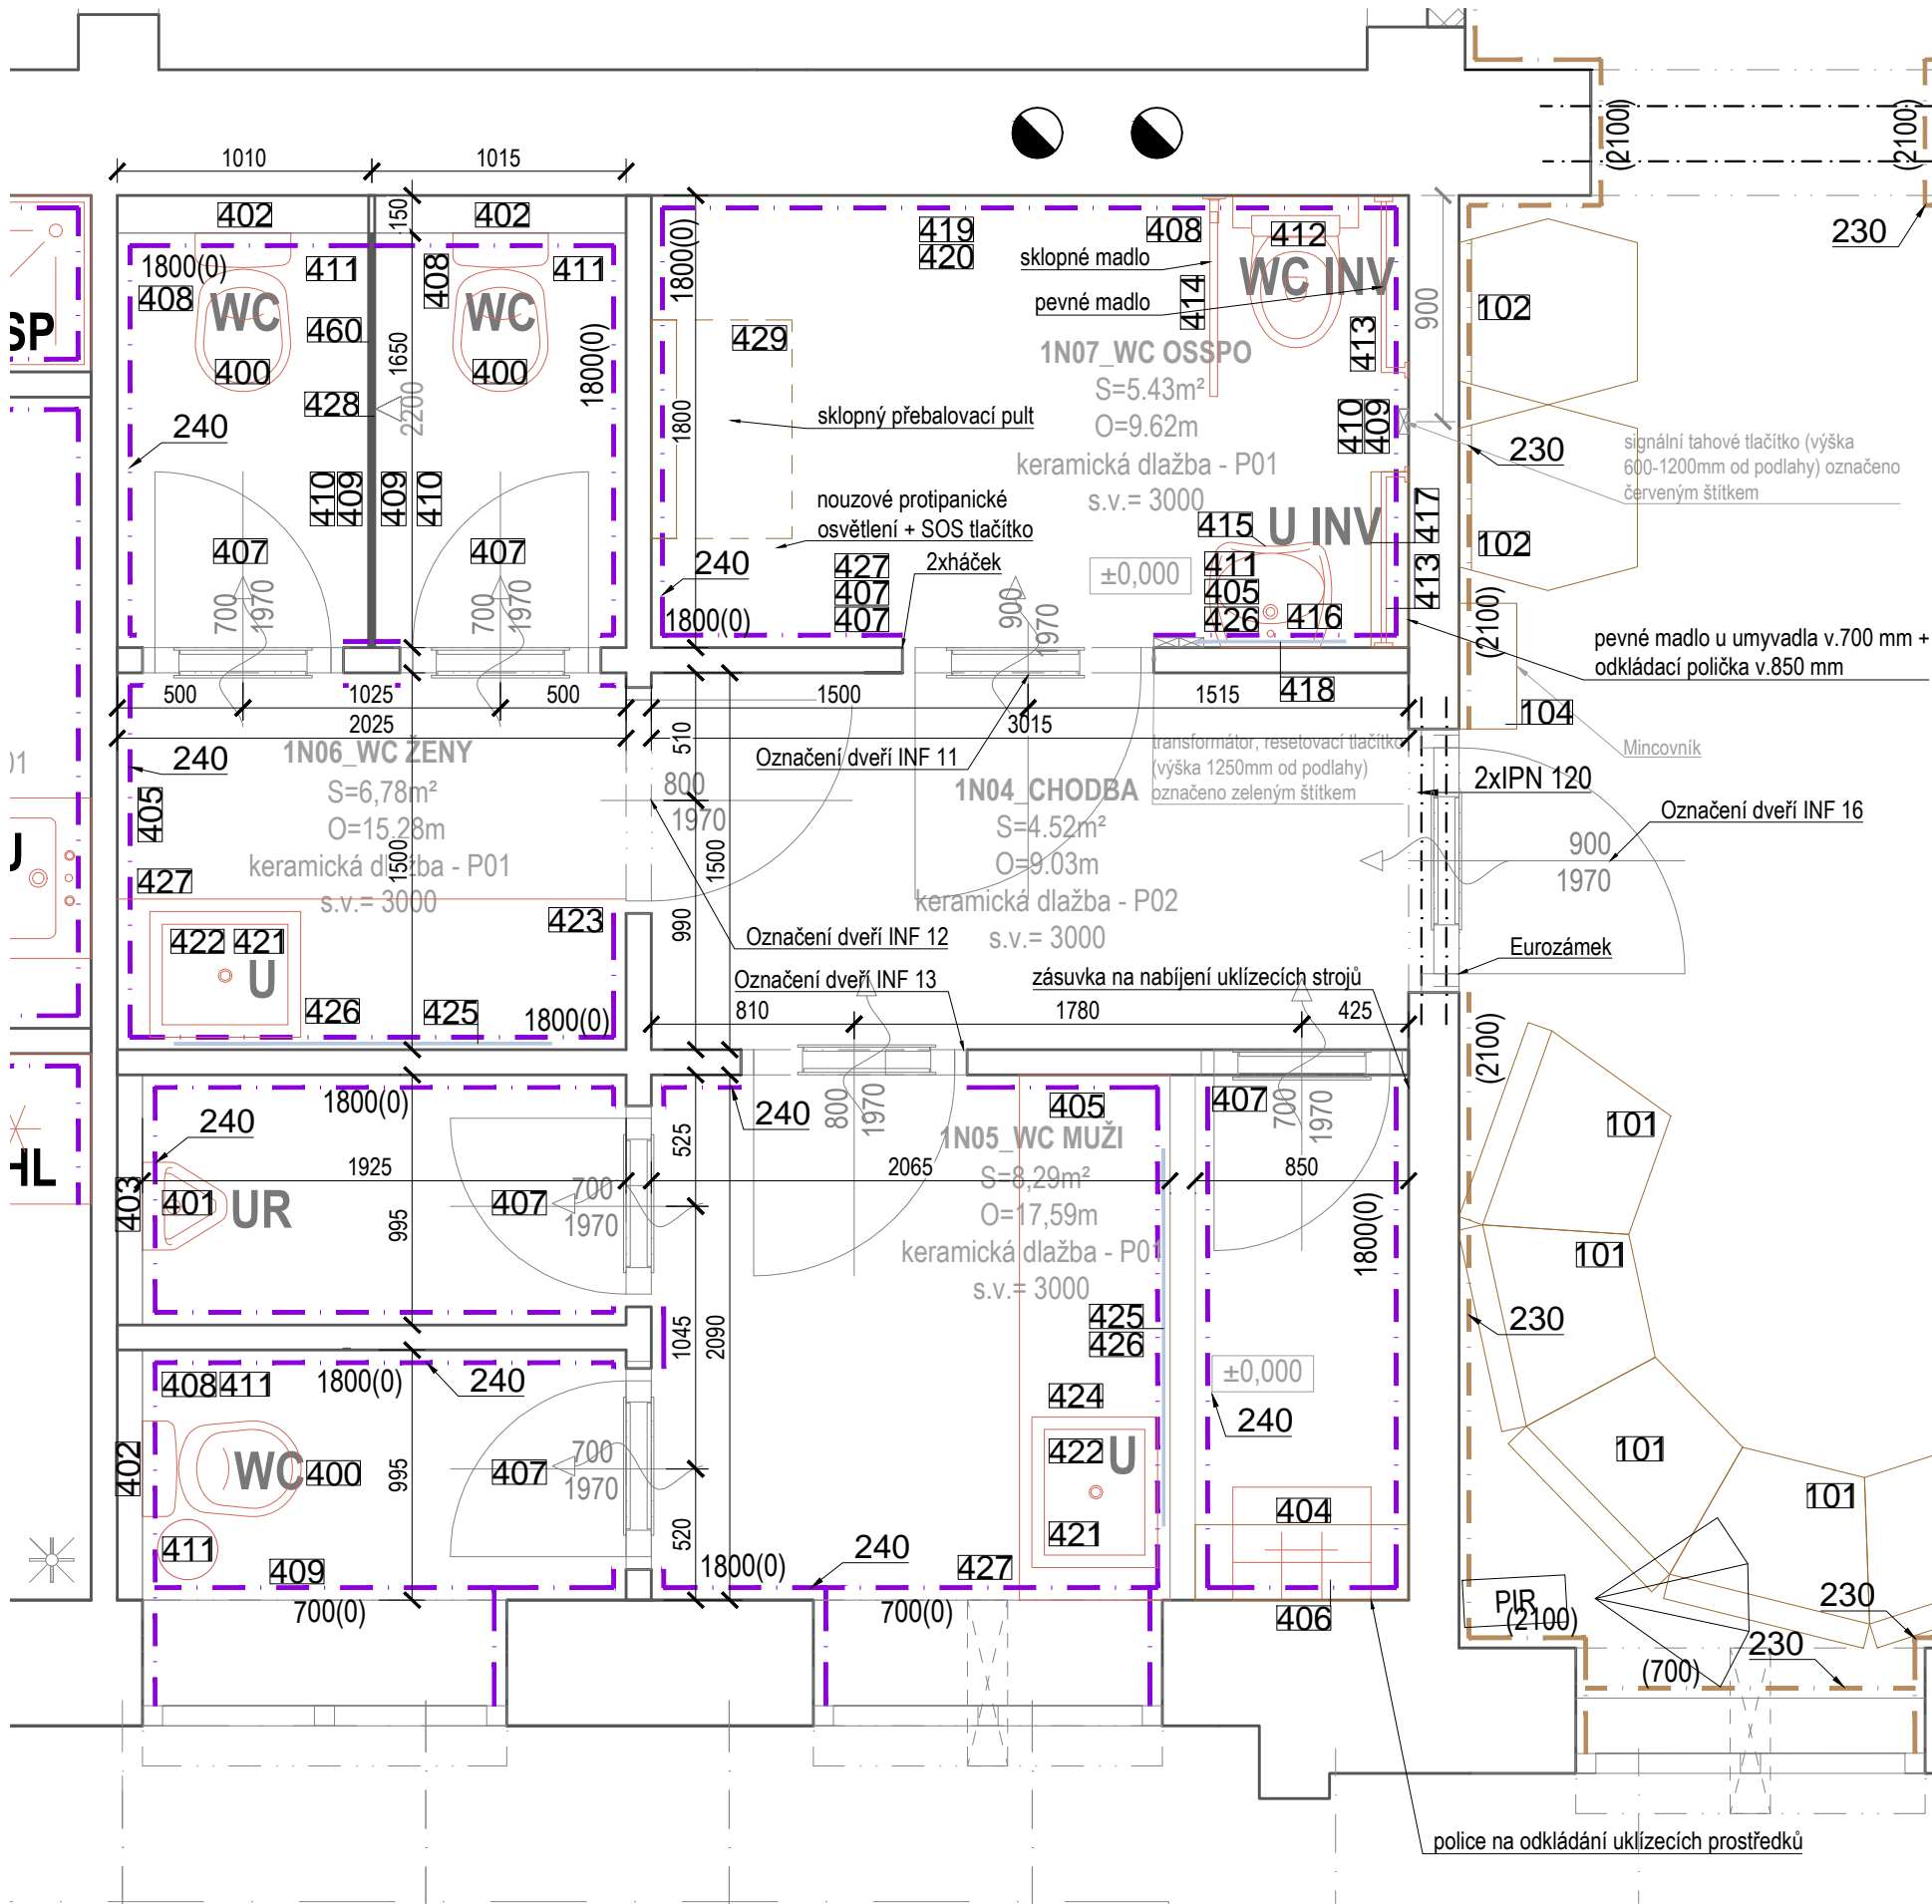 1010
1015
402
402
150
1800(0)
408
411
408
411
WC
WC
460
400
400
1650
1800(0)
428
2200
240
410
409
409
410
407
407
700
1970
700
1970
500
1025
500
2025
SP
01
U
HL
1800(0)
419
420
408
412
sklopné madlo
WC INV
pevné madlo
414
413
429
1N07_WC OSSPO
S=5.43m²
O=9.62m
keramická dlažba - P01
s.v.= 3000
1800
sklopný přebalovací pult
410
409
nouzové protipanické
osvětlení + SOS tlačítko
415
U INV
417
240
427
407
407
2xháček
±0,000
411
405
426
416
413
1800(0)
900
1970
418
1500
1515
3015
510
900
(2100)
(2100)
230
102
230
signální tahové tlačítko (výška
600-1200mm od podlahy) označeno
červeným štítkem
102
(2100)
pevné madlo u umyvadla v.700 mm +
odkládací polička v.850 mm
104
Mincovník
240
1N06_WC ŽENY
S=6,78m²
O=15.28m
keramická dlažba - P01
s.v.= 3000
405
427
1500
423
422
421
U
426
425
1800(0)
Označení dveří INF 11
800
1970
1500
990
transformátor, resetovací tlačítko
(výška 1250mm od podlahy)
označeno zeleným štítkem
1N04_CHODBA
S=4.52m²
O=9.03m
keramická dlažba - P02
s.v.= 3000
2xIPN 120
Označení dveří INF 16
900
1970
Označení dveří INF 12
Eurozámek
Označení dveří INF 13
zásuvka na nabíjení uklízecích strojů
810
1780
425
(2100)
1800(0)
240
1925
403
401
UR
407
700
1970
995
525
240
800
1970
405
407
700
1970
1N05_WC MUŽI
S=8,29m²
O=17,59m
keramická dlažba - P01
s.v.= 3000
2065
850
1800(0)
1045
2090
425
426
±0,000
240
101
101
230
101
101
1800(0)
240
408
411
402
WC
400
407
700
1970
995
411
409
700(0)
520
1800(0)
240
427
700(0)
424
422
U
421
404
406
PIR
(2100)
230
230
(700)
police na odkládání uklízecích prostředků